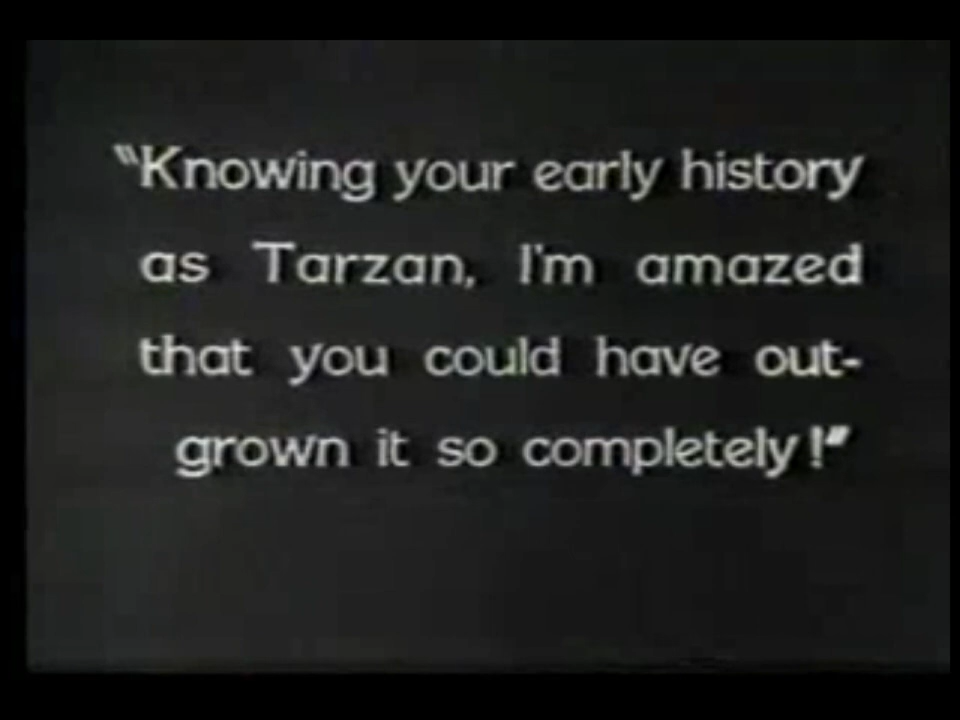 "Knowing your early history
as Tarzan, I'm amazed
that you could have out-
grown it so completely!"